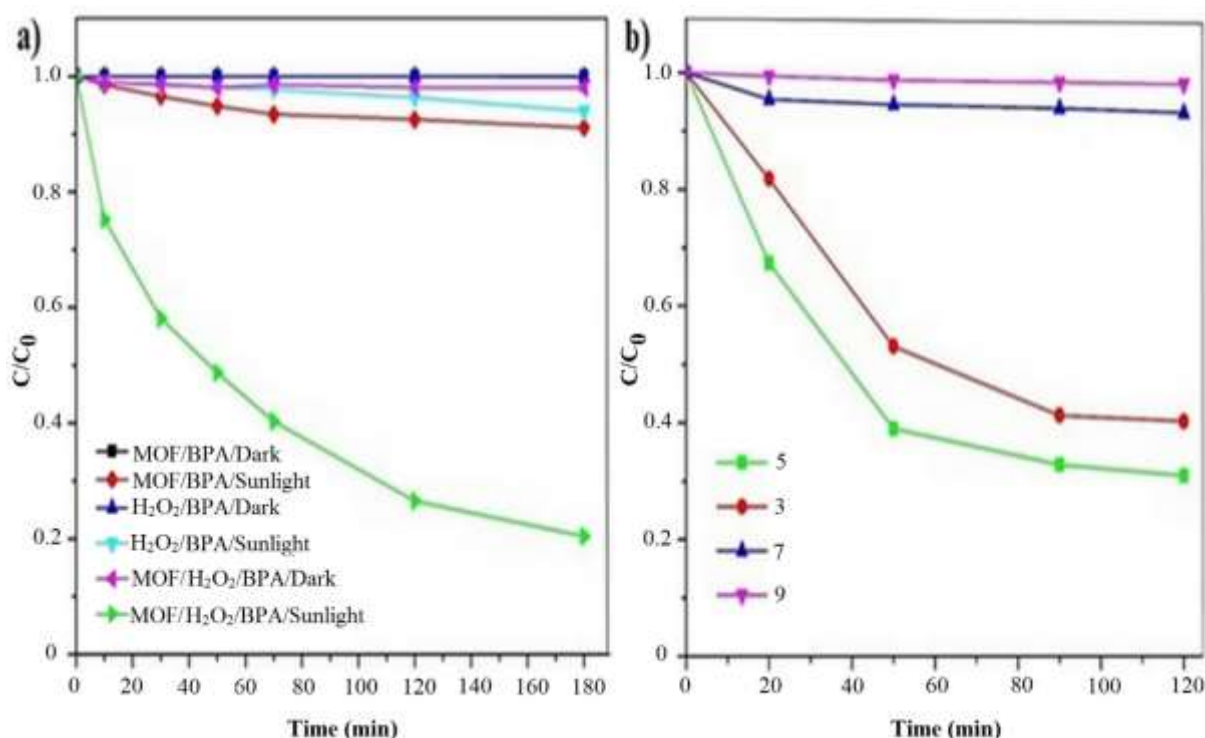 a)
C/C₀
1.0
0.8
0.6
0.4
0.2
0
MOF/BPA/Dark
MOF/BPA/Sunlight
H₂O₂/BPA/Dark
H₂O₂/BPA/Sunlight
MOF/H₂O₂/BPA/Dark
MOF/H₂O₂/BPA/Sunlight
0 20 40 60 80 100 120 140 160 180
Time (min)
b)
C/C₀
1.0
0.8
0.6
0.4
0.2
0
5
3
7
9
0 20 40 60 80 100 120
Time (min)